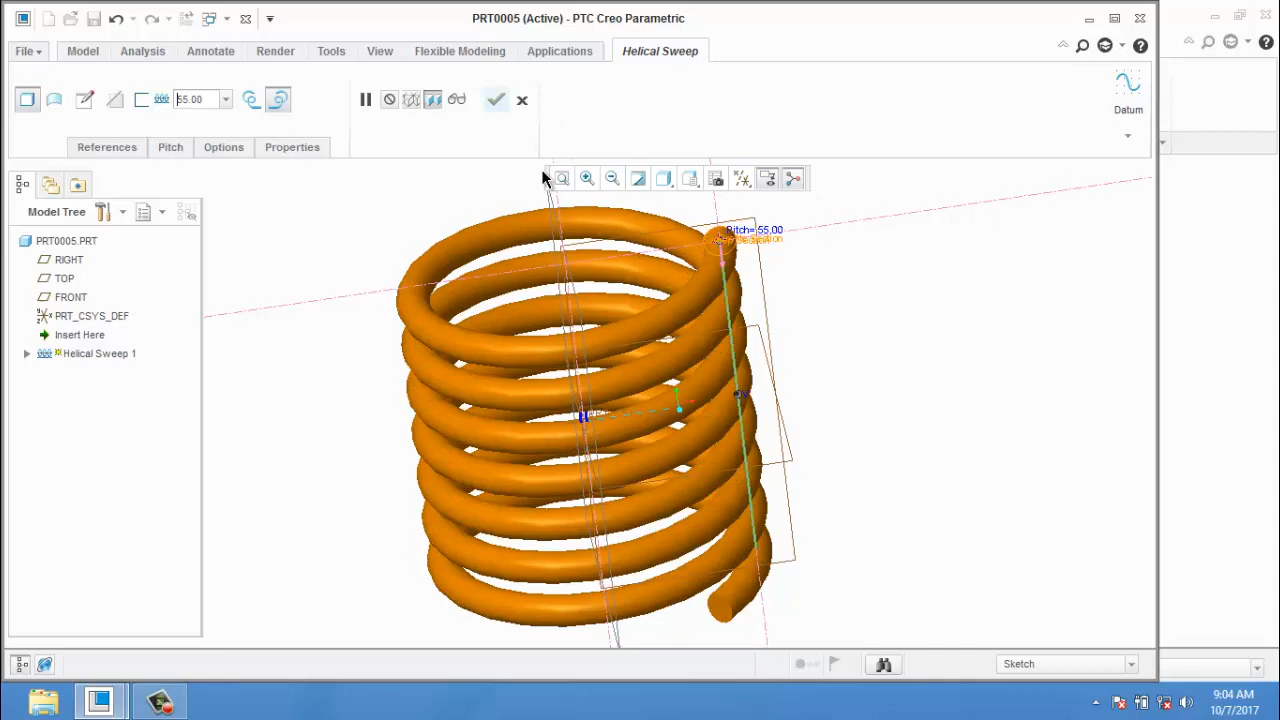 PRT0005 (Active) - PTC Creo Parametric
File Model Analysis Annotate Render Tools View Flexible Modeling Applications Helical Sweep
55.00
Datum
References Pitch Options Properties
Model Tree
PRT0005.PRT
RIGHT
TOP
FRONT
PRT_CSYS_DEF
Insert Here
Helical Sweep 1
Pitch= 55.00
H
V
Sketch
9:04 AM
10/7/2017